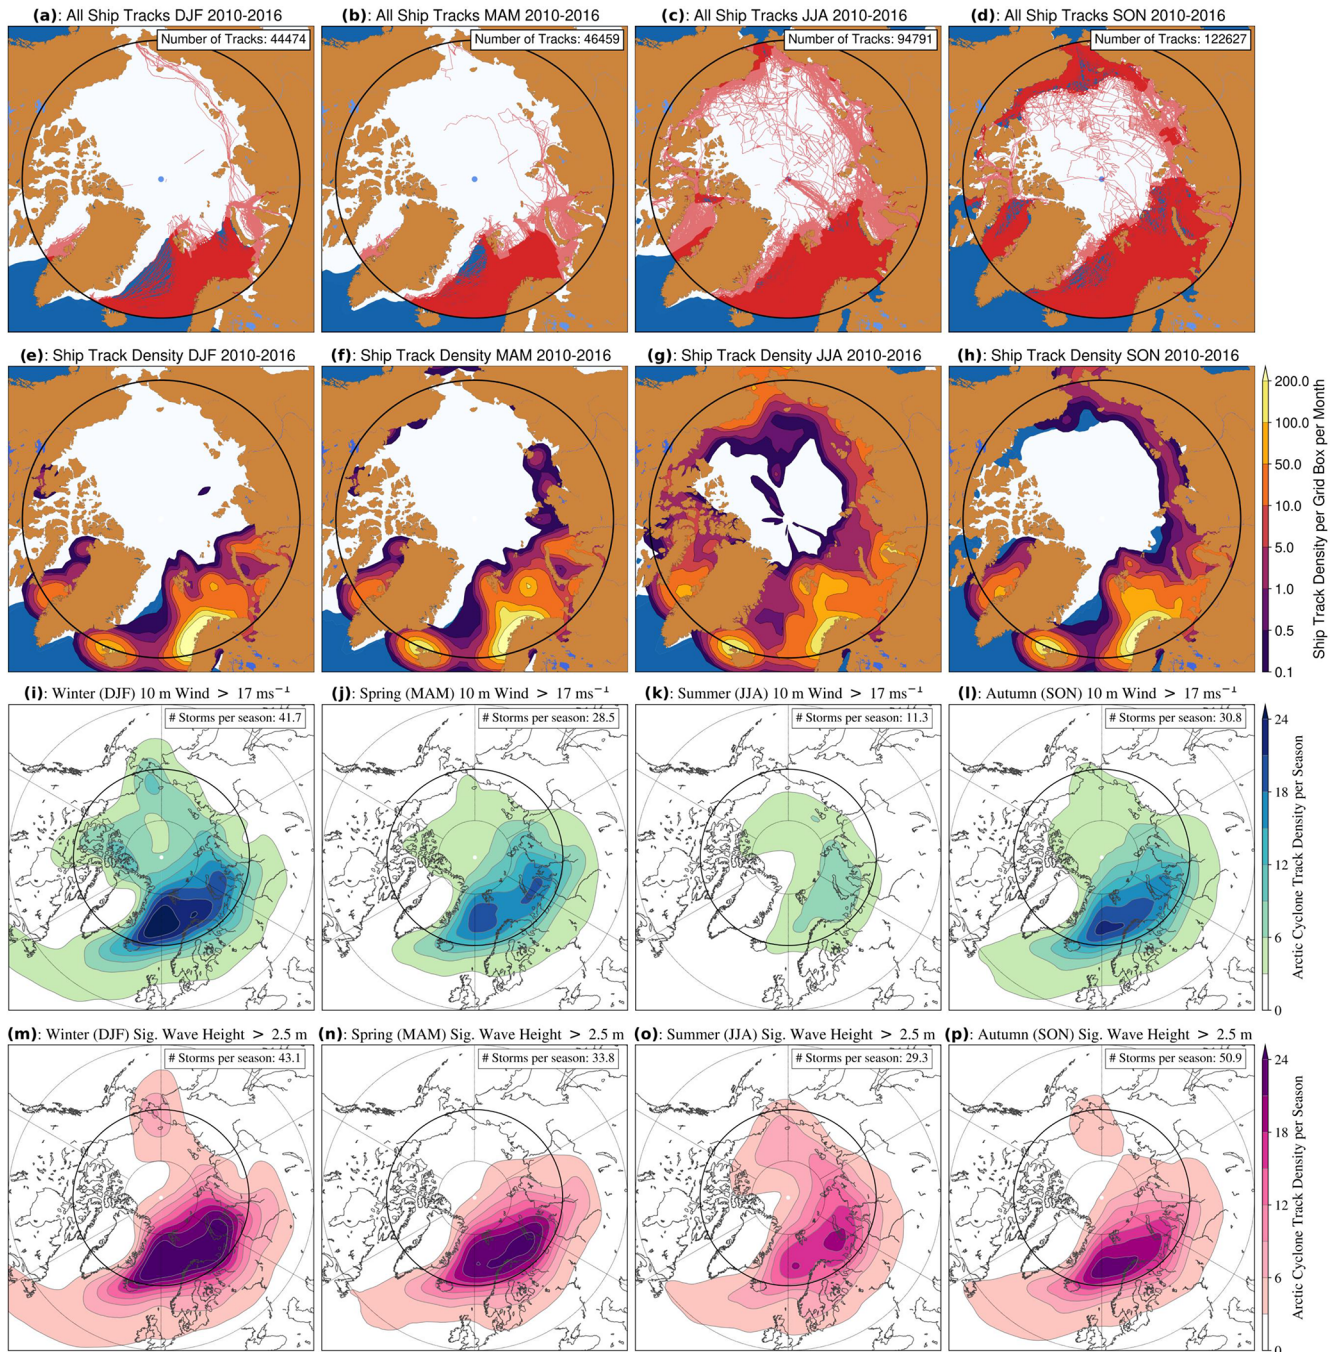 (a): All Ship Tracks DJF 2010-2016
Number of Tracks: 44474
(b): All Ship Tracks MAM 2010-2016
Number of Tracks: 46459
(c): All Ship Tracks JJA 2010-2016
Number of Tracks: 94791
(d): All Ship Tracks SON 2010-2016
Number of Tracks: 122627
(e): Ship Track Density DJF 2010-2016
(f): Ship Track Density MAM 2010-2016
(g): Ship Track Density JJA 2010-2016
(h): Ship Track Density SON 2010-2016
200.0
100.0
50.0
10.0
5.0
1.0
0.5
0.1
Ship Track Density per Grid Box per Month
(i): Winter (DJF) 10 m Wind > 17 ms⁻¹
# Storms per season: 41.7
(j): Spring (MAM) 10 m Wind > 17 ms⁻¹
# Storms per season: 28.5
(k): Summer (JJA) 10 m Wind > 17 ms⁻¹
# Storms per season: 11.3
(l): Autumn (SON) 10 m Wind > 17 ms⁻¹
# Storms per season: 30.8
24
18
12
6
0
Arctic Cyclone Track Density per Season
(m): Winter (DJF) Sig. Wave Height > 2.5 m
# Storms per season: 43.1
(n): Spring (MAM) Sig. Wave Height > 2.5 m
# Storms per season: 33.8
(o): Summer (JJA) Sig. Wave Height > 2.5 m
# Storms per season: 29.3
(p): Autumn (SON) Sig. Wave Height > 2.5 m
# Storms per season: 50.9
24
18
12
6
0
Arctic Cyclone Track Density per Season